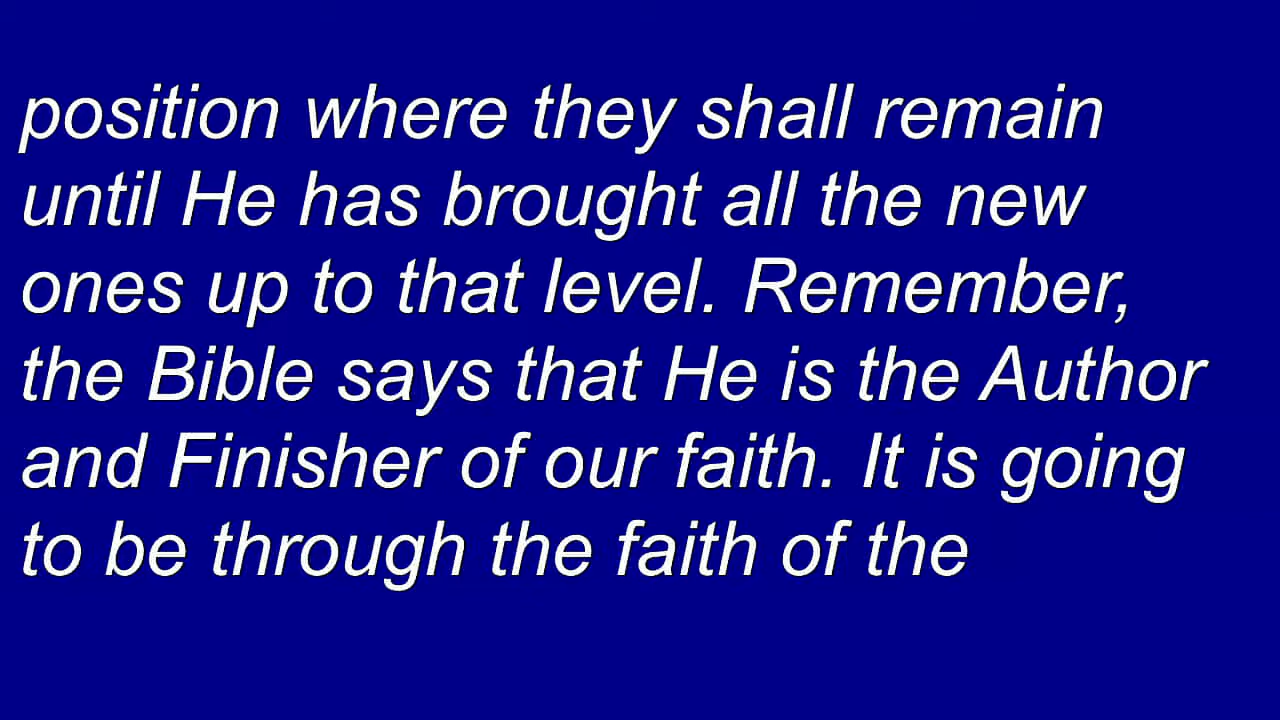 position where they shall remain
until He has brought all the new
ones up to that level. Remember,
the Bible says that He is the Author
and Finisher of our faith. It is going
to be through the faith of the